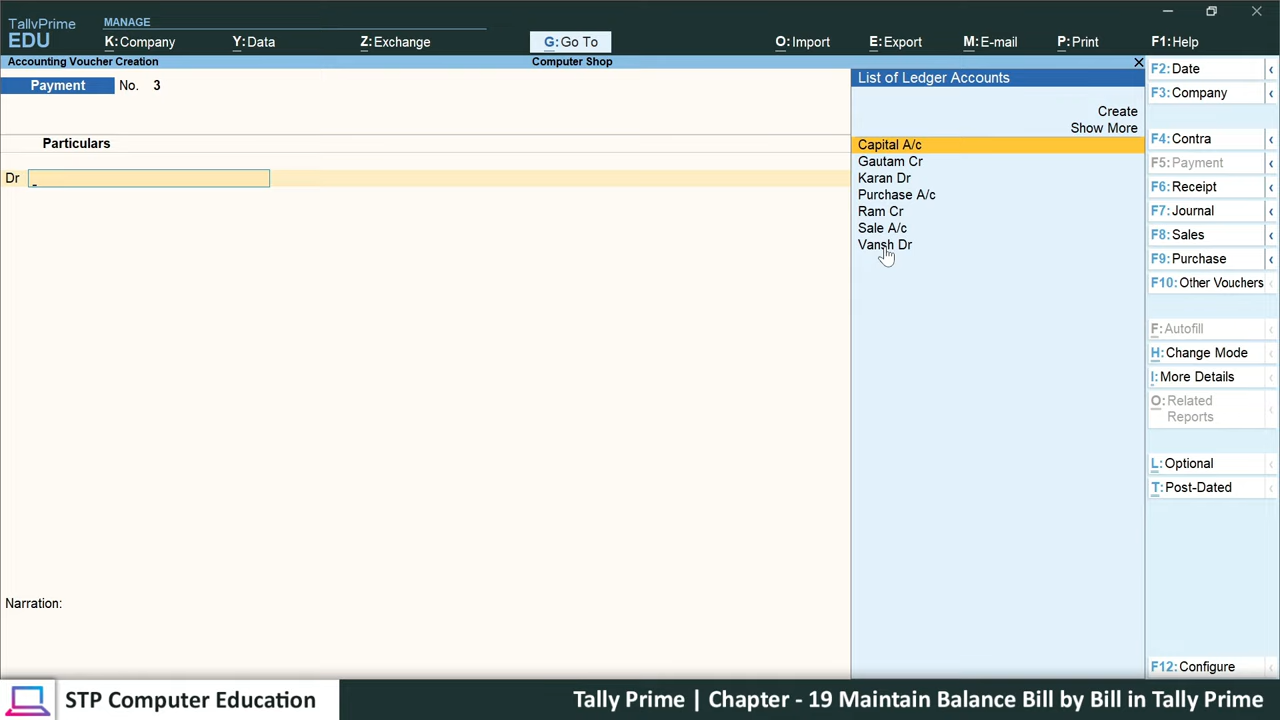 TallyPrime
EDU
MANAGE
K:Company
Y:Data
Z:Exchange
G:Go To
O:Import
E:Export
M:E-mail
P:Print
F1:Help
Accounting Voucher Creation
Computer Shop
Payment No. 3
Particulars
Dr
Narration:
List of Ledger Accounts
Create
Show More
Capital A/c
Gautam Cr
Karan Dr
Purchase A/c
Ram Cr
Sale A/c
Vansh Dr
F2:Date
F3:Company
F4:Contra
F5:Payment
F6:Receipt
F7:Journal
F8:Sales
F9:Purchase
F10:Other Vouchers
F:Autofill
H:Change Mode
I:More Details
O:Related
Reports
L:Optional
T:Post-Dated
F12:Configure
STP Computer Education
Tally Prime | Chapter - 19 Maintain Balance Bill by Bill in Tally Prime